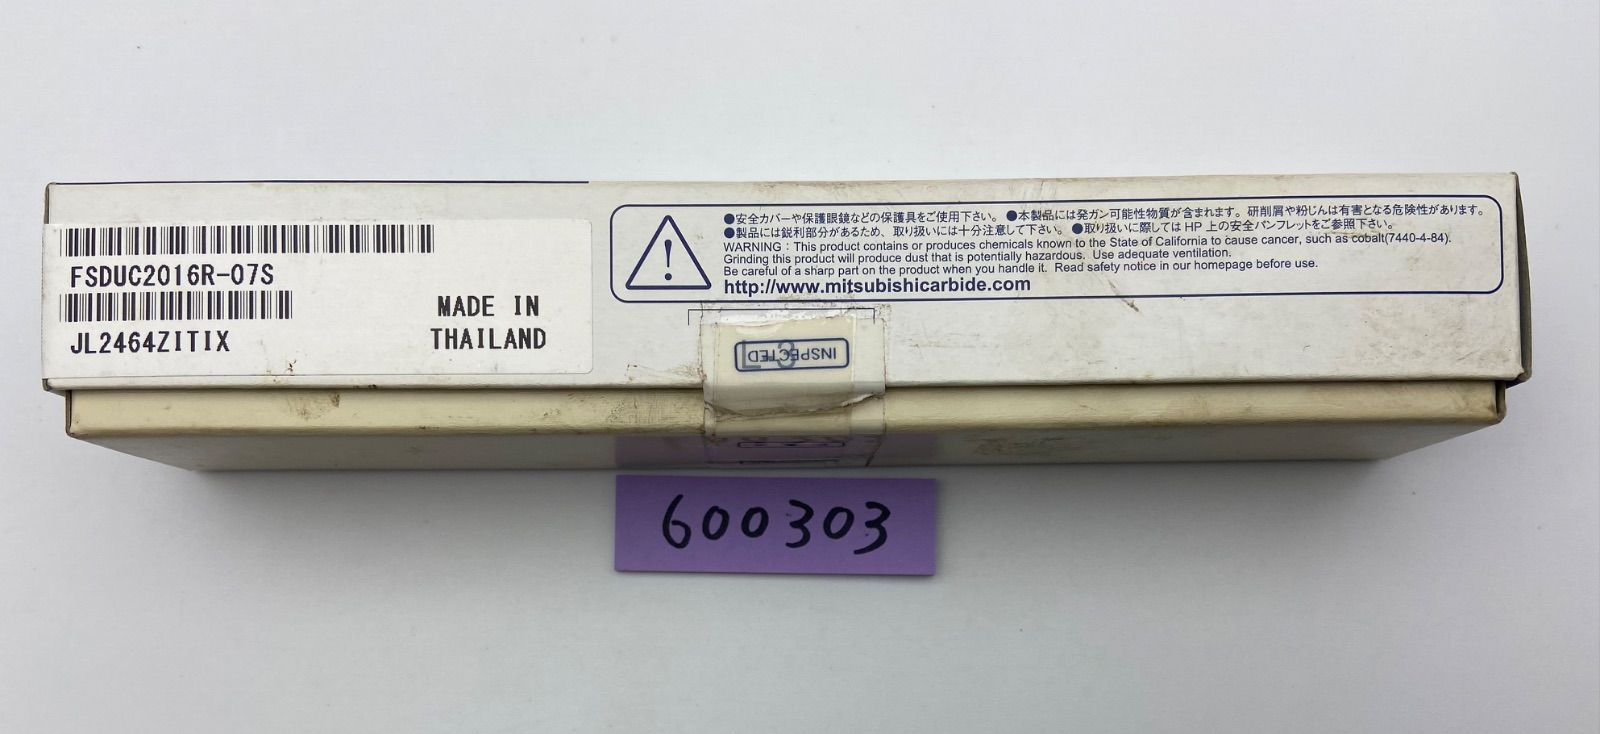 FSDUC2016R-07S
JL2464ZITIX
MADE IN
THAILAND
●安全カバーや保護眼鏡などの保護具をご使用下さい。 ●本製品には発ガン可能性物質が含まれます。研削屑や粉じんは有害となる危険性があります。
●製品には鋭利部分があるため、取り扱いには十分注意して下さい。 ●取り扱いに際しては HP 上の安全パンフレットをご参照下さい。
WARNING : This product contains or produces chemicals known to the State of California to cause cancer, such as cobalt(7440-4-84).
Grinding this product will produce dust that is potentially hazardous. Use adequate ventilation.
Be careful of a sharp part on the product when you handle it. Read safety notice in our homepage before use.
http://www.mitsubishicarbide.com
INSPECTED
L-3
600303